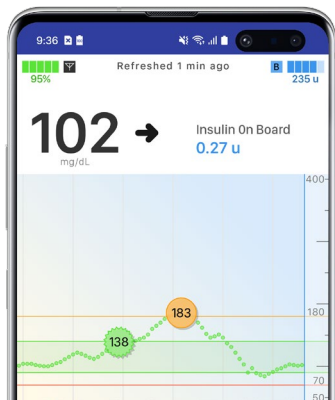 9:36
Refreshed 1 min ago
B
95%
235 u
102
mg/dL
Insulin On Board
0.27 u
400
183
180
138
70
50